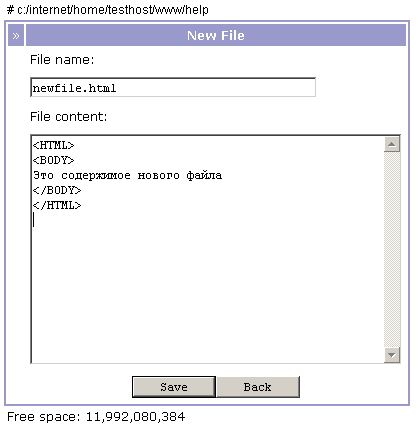 # c:/internet/home/testhost/www/help
» New File
File name:
newfile.html
File content:
<HTML>
<BODY>
Это содержимое нового файла
</BODY>
</HTML>
Save Back
Free space: 11,992,080,384